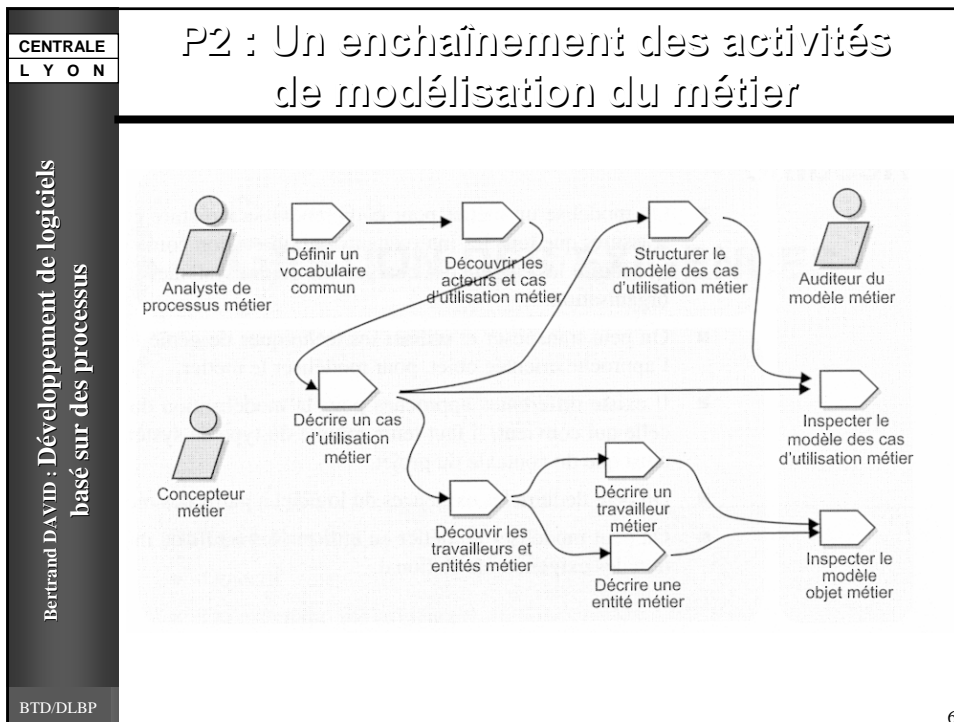 CENTRALE
LYON
P2 : Un enchaînement des activités
de modélisation du métier
Bertrand DAVID : Développement de logiciels
basé sur des processus
Analyste de
processus métier
Définir un
vocabulaire
commun
Découvrir les
acteurs et cas
d'utilisation métier
Structurer le
modèle des cas
d'utilisation métier
Auditeur du
modèle métier
Concepteur
métier
Décrire un cas
d'utilisation
métier
Inspecter le
modèle des cas
d'utilisation métier
Découvir les
travailleurs et
entités métier
Décrire un
travailleur
métier
Décrire une
entité métier
Inspecter le
modèle
objet métier
BTD/DLBP
6